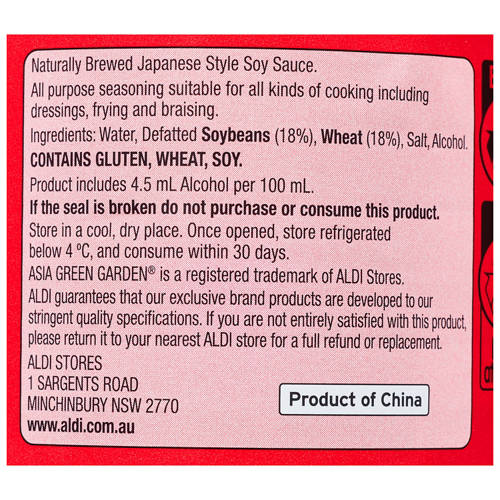 Naturally Brewed Japanese Style Soy Sauce.
All purpose seasoning suitable for all kinds of cooking including
dressings, frying and braising.
Ingredients: Water, Defatted Soybeans (18%), Wheat (18%), Salt, Alcohol.
CONTAINS GLUTEN, WHEAT, SOY.
Product includes 4.5 mL Alcohol per 100 mL.
If the seal is broken do not purchase or consume this product.
Store in a cool, dry place. Once opened, store refrigerated
below 4 ºC, and consume within 30 days.
ASIA GREEN GARDEN® is a registered trademark of ALDI Stores.
ALDI guarantees that our exclusive brand products are developed to our
stringent quality specifications. If you are not entirely satisfied with this product,
please return it to your nearest ALDI store for a full refund or replacement.
ALDI STORES
1 SARGENTS ROAD
MINCHINBURY NSW 2770
www.aldi.com.au
Product of China